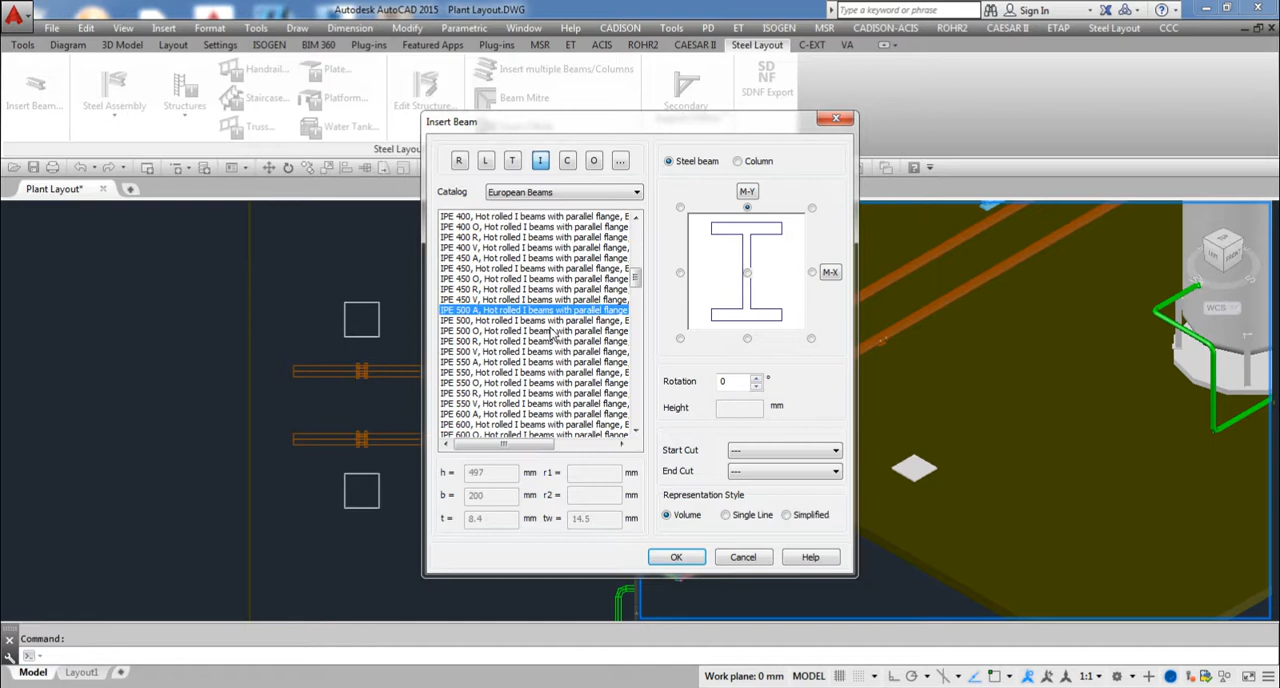 Autodesk AutoCAD 2015 Plant Layout.DWG
Type a keyword or phrase
Sign In
File Edit View Insert Format Tools Draw Dimension Modify Parametric Window Help CADISON Tools PD ET ISOGEN MSR CADISON-ACIS ROHR2 CAESAR II ETAP Steel Layout CCC
Tools Diagram 3D Model Layout Settings ISOGEN BIM 360 Plug-ins Featured Apps Plug-ins MSR ET ACIS ROHR2 CAESAR II Steel Layout C-EXT VA
Insert Beam...
Steel Assembly
Structures
Handrail...
Staircase...
Truss...
Plate...
Platform...
Water Tank...
Edit Structure...
Insert multiple Beams/Columns
Beam Mitre
Secondary
SD
NF
SDNF Export
Steel Layou
Plant Layout*
Insert Beam
R L T I C O ...
Catalog European Beams
IPE 400, Hot rolled I beams with parallel flange, E
IPE 400 O, Hot rolled I beams with parallel flange
IPE 400 R, Hot rolled I beams with parallel flange,
IPE 400 V, Hot rolled I beams with parallel flange,
IPE 450 A, Hot rolled I beams with parallel flange,
IPE 450, Hot rolled I beams with parallel flange, E
IPE 450 O, Hot rolled I beams with parallel flange
IPE 450 R, Hot rolled I beams with parallel flange,
IPE 450 V, Hot rolled I beams with parallel flange,
IPE 500 A, Hot rolled I beams with parallel flange,
IPE 500, Hot rolled I beams with parallel flange, E
IPE 500 O, Hot rolled I beams with parallel flange
IPE 500 R, Hot rolled I beams with parallel flange,
IPE 500 V, Hot rolled I beams with parallel flange,
IPE 550 A, Hot rolled I beams with parallel flange,
IPE 550, Hot rolled I beams with parallel flange, E
IPE 550 O, Hot rolled I beams with parallel flange
IPE 550 R, Hot rolled I beams with parallel flange,
IPE 550 V, Hot rolled I beams with parallel flange,
IPE 600 A, Hot rolled I beams with parallel flange,
IPE 600, Hot rolled I beams with parallel flange, E
IPE 600 O, Hot rolled I beams with parallel flange
h = 497 mm r1 = mm
b = 200 mm r2 = mm
t = 8.4 mm tw = 14.5 mm
Steel beam Column
M-Y
M-X
Rotation 0 °
Height mm
Start Cut ---
End Cut ---
Representation Style
Volume Single Line Simplified
OK Cancel Help
FRONT
WCS
Command:
Model Layout1
Work plane: 0 mm MODEL 1:1